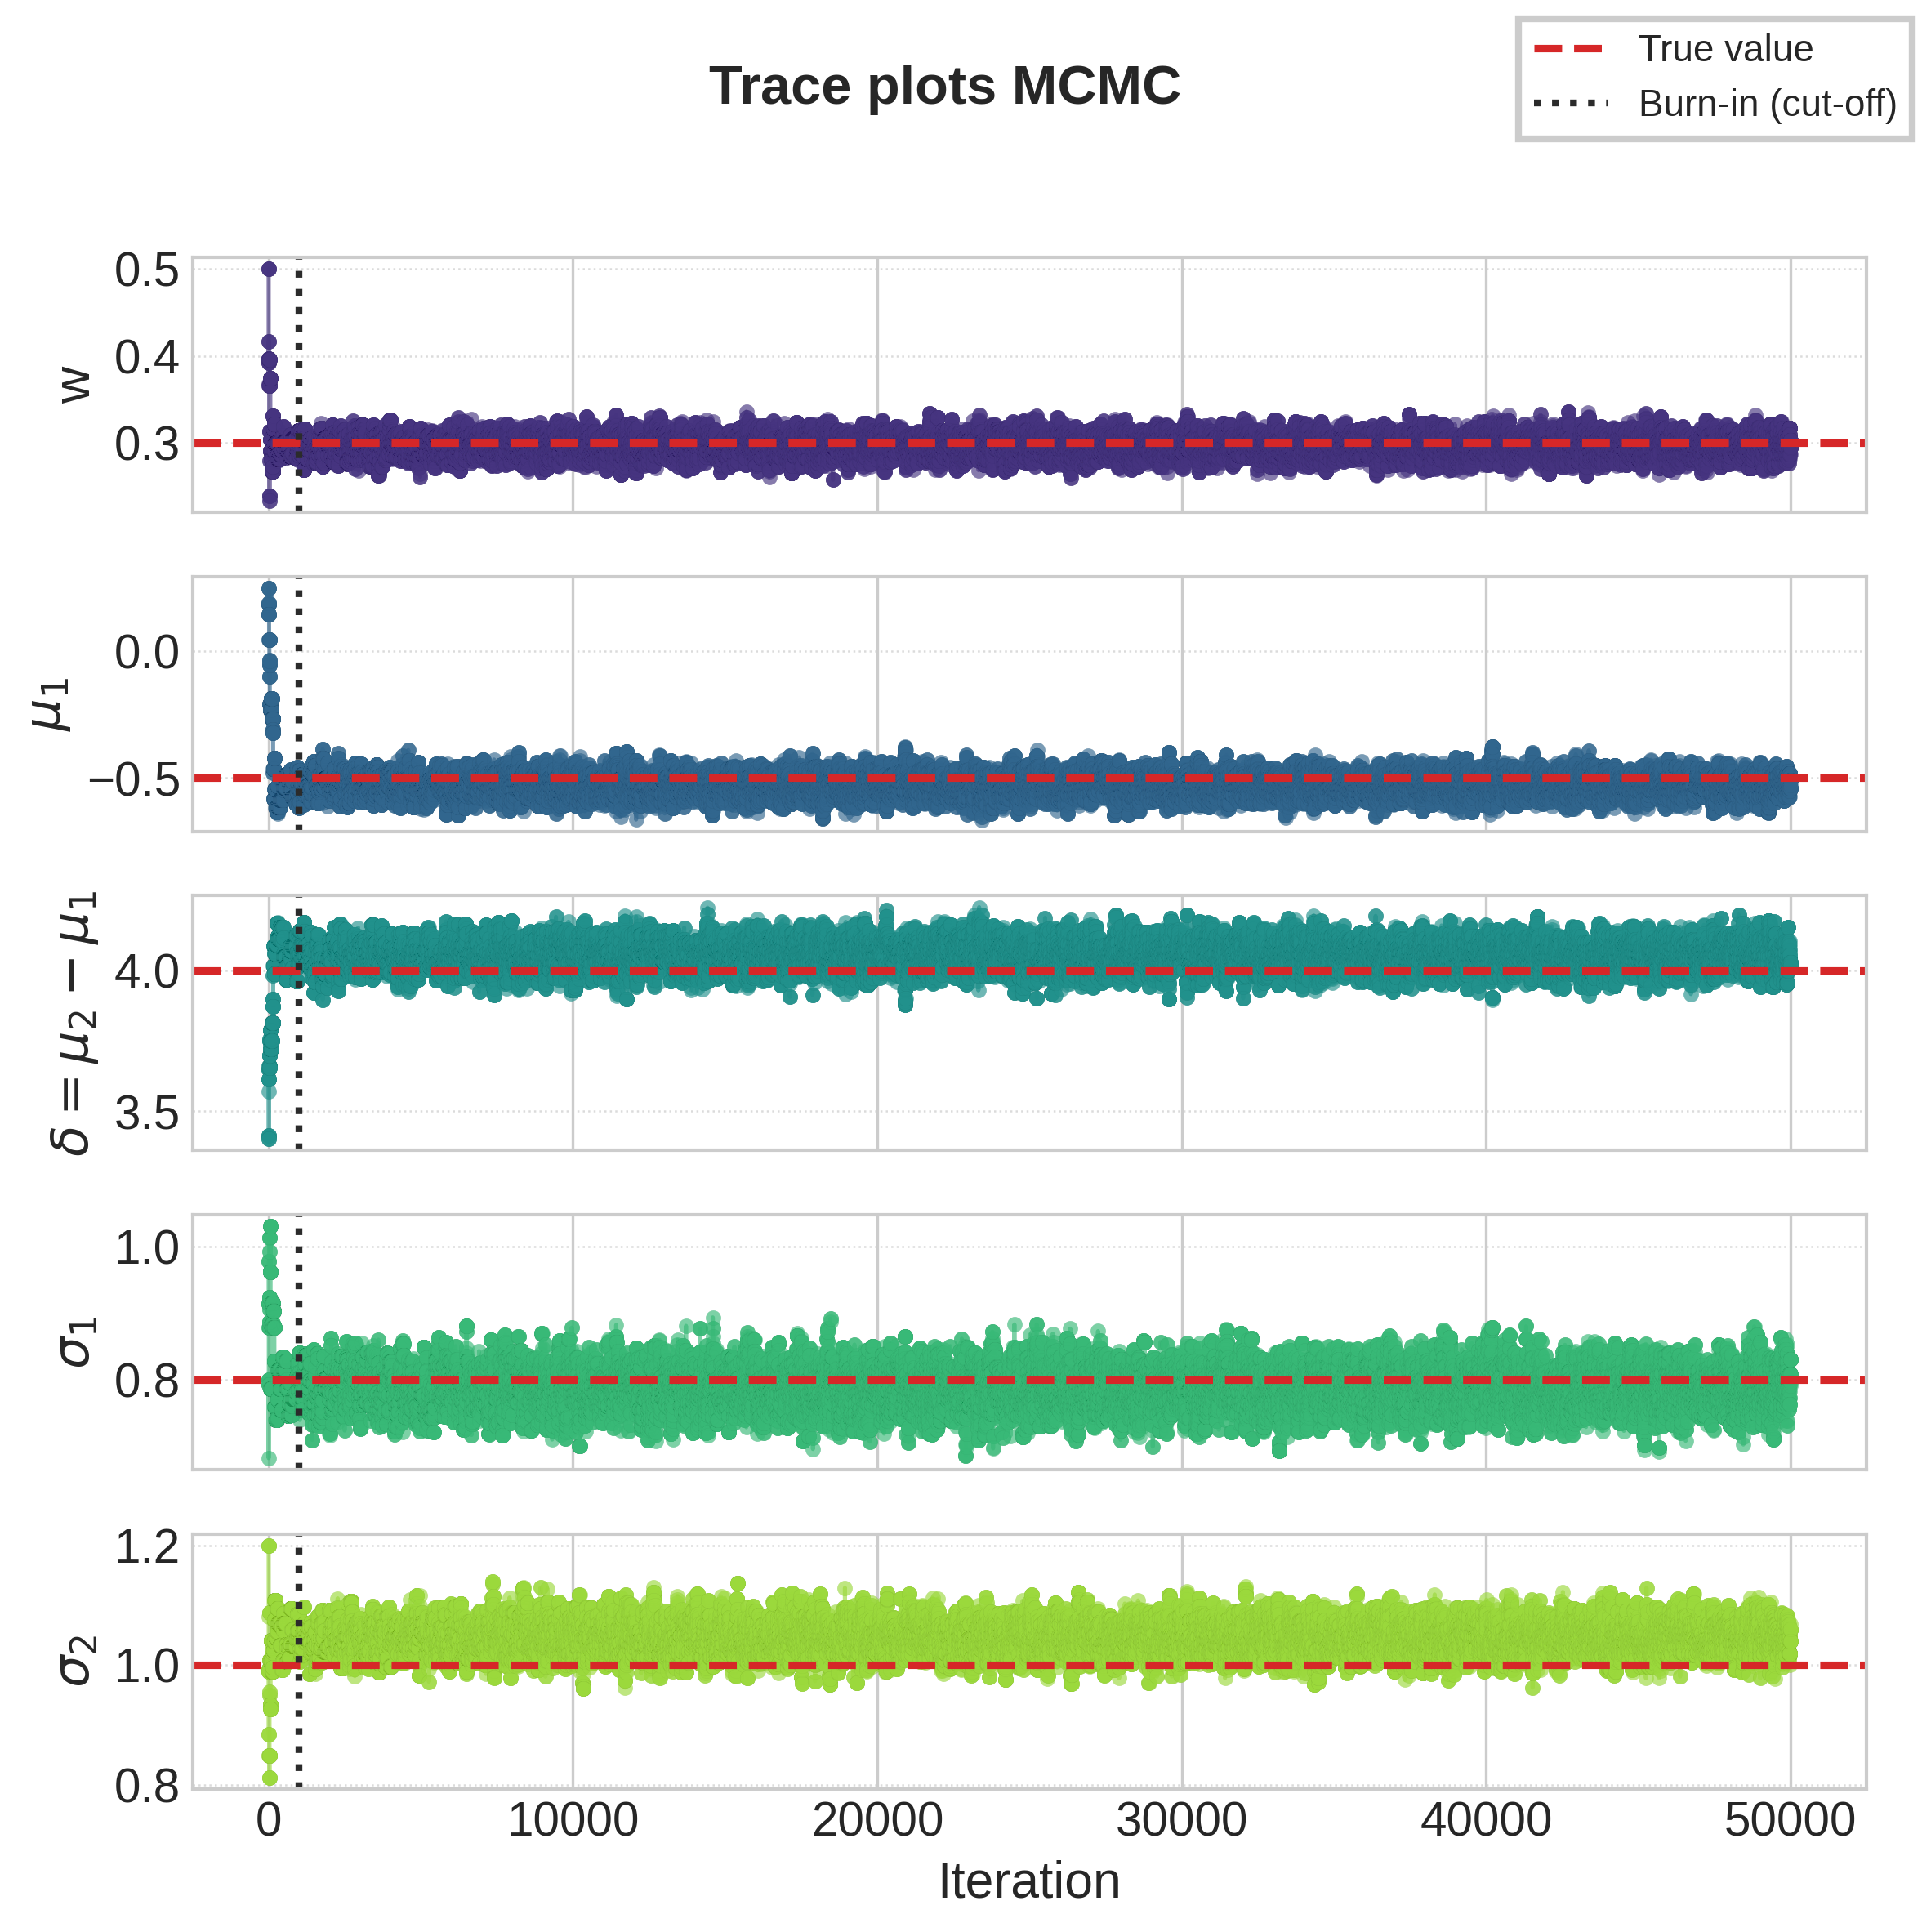 Trace plots MCMC
True value
Burn-in (cut-off)
0.5
0.4
0.3
w
0.0
−0.5
μ₁
4.0
3.5
δ = μ₂ − μ₁
1.0
0.8
σ₁
1.2
1.0
0.8
σ₂
0 10000 20000 30000 40000 50000
Iteration